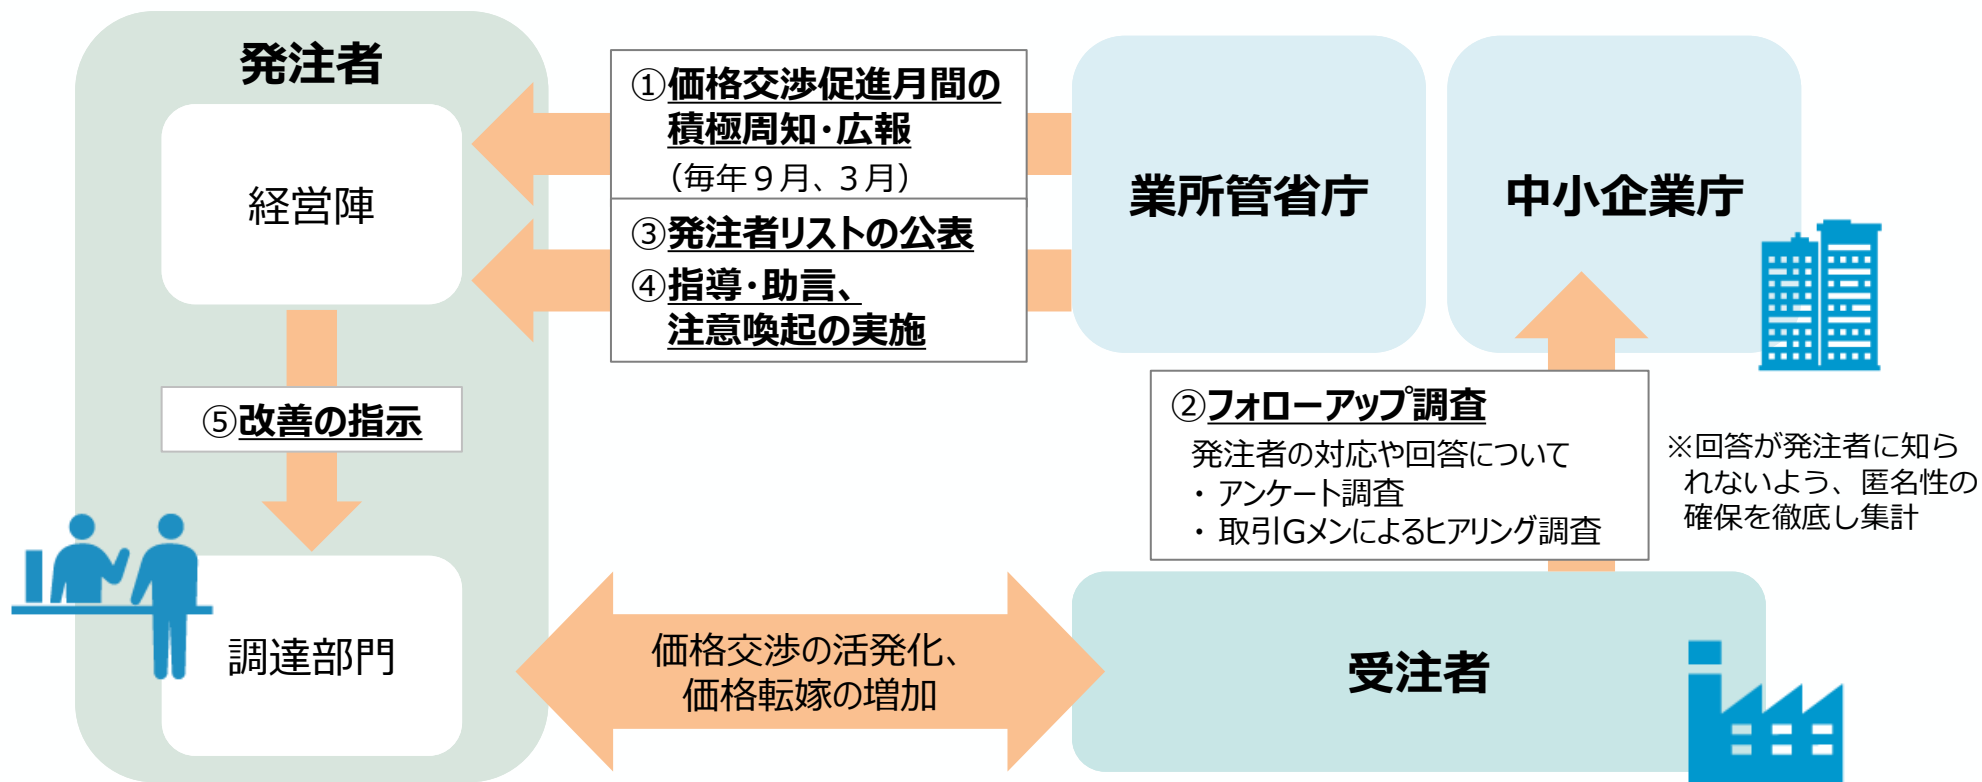 発注者
経営陣
①価格交渉促進月間の
積極周知・広報
（毎年９月、３月）
③発注者リストの公表
④指導・助言、
注意喚起の実施
業所管省庁
中小企業庁
⑤改善の指示
②フォローアップ調査
発注者の対応や回答について
・ アンケート調査
・ 取引Gメンによるヒアリング調査
※回答が発注者に知ら
れないよう、匿名性の
確保を徹底し集計
調達部門
価格交渉の活発化、
価格転嫁の増加
受注者